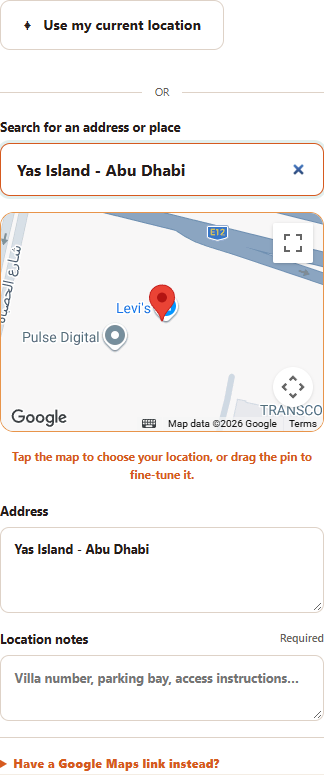 Use my current location
OR
Search for an address or place
Yas Island - Abu Dhabi
E12
شارع الحصباة
Levi's
Pulse Digital
TRANSCO
Google
Map data ©2026 Google
Terms
Tap the map to choose your location, or drag the pin to
fine-tune it.
Address
Yas Island - Abu Dhabi
Location notes
Required
Villa number, parking bay, access instructions...
Have a Google Maps link instead?